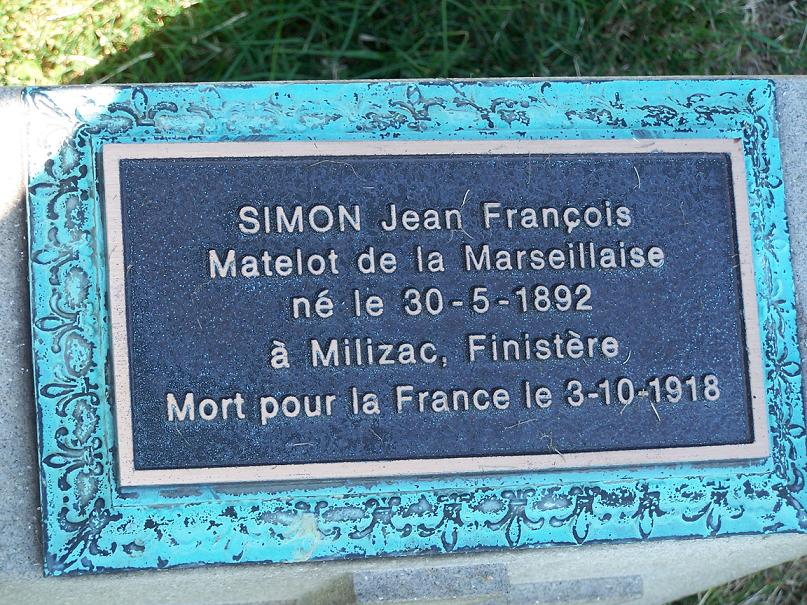 SIMON Jean François
Matelot de la Marseillaise
né le 30-5-1892
à Milizac, Finistère
Mort pour la France le 3-10-1918